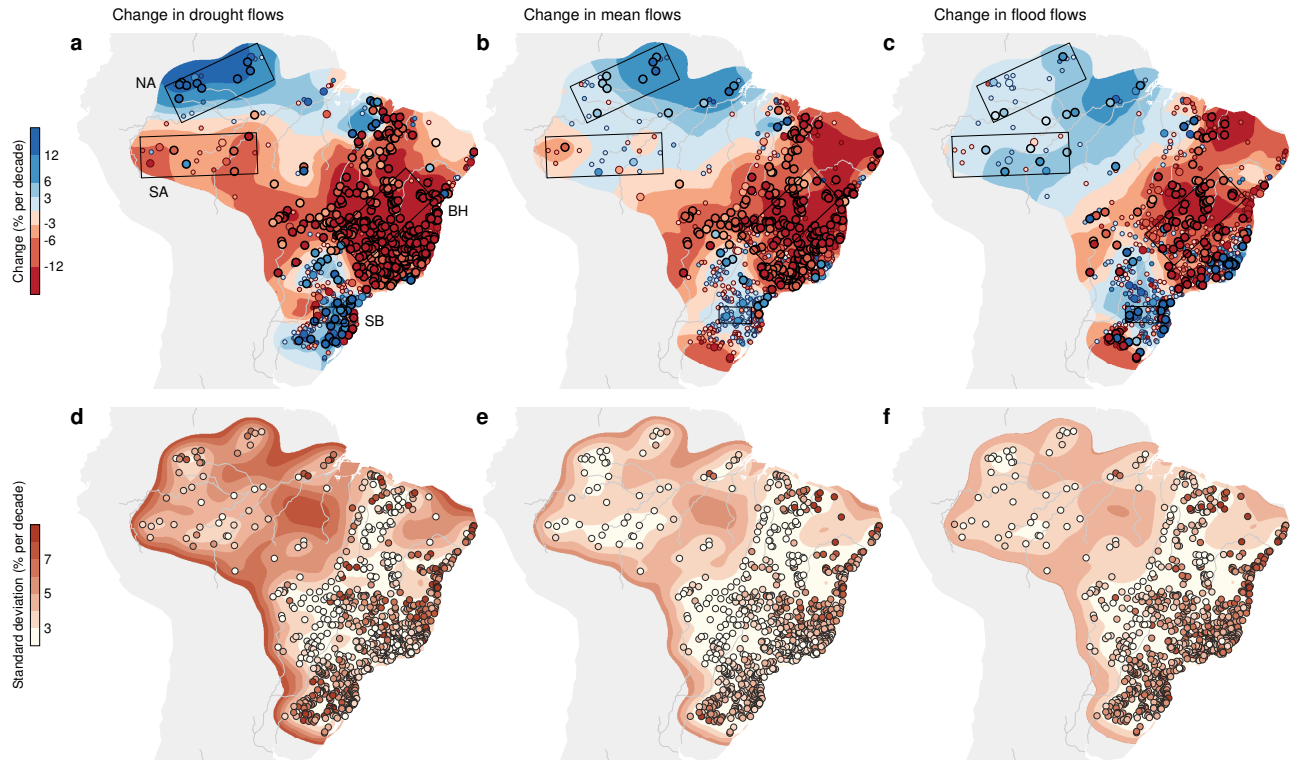 Change in drought flows
Change in mean flows
Change in flood flows
a
b
c
NA
SA
BH
SB
Change (% per decade)
12
6
3
-3
-6
-12
d
e
f
Standard deviation (% per decade)
7
5
3